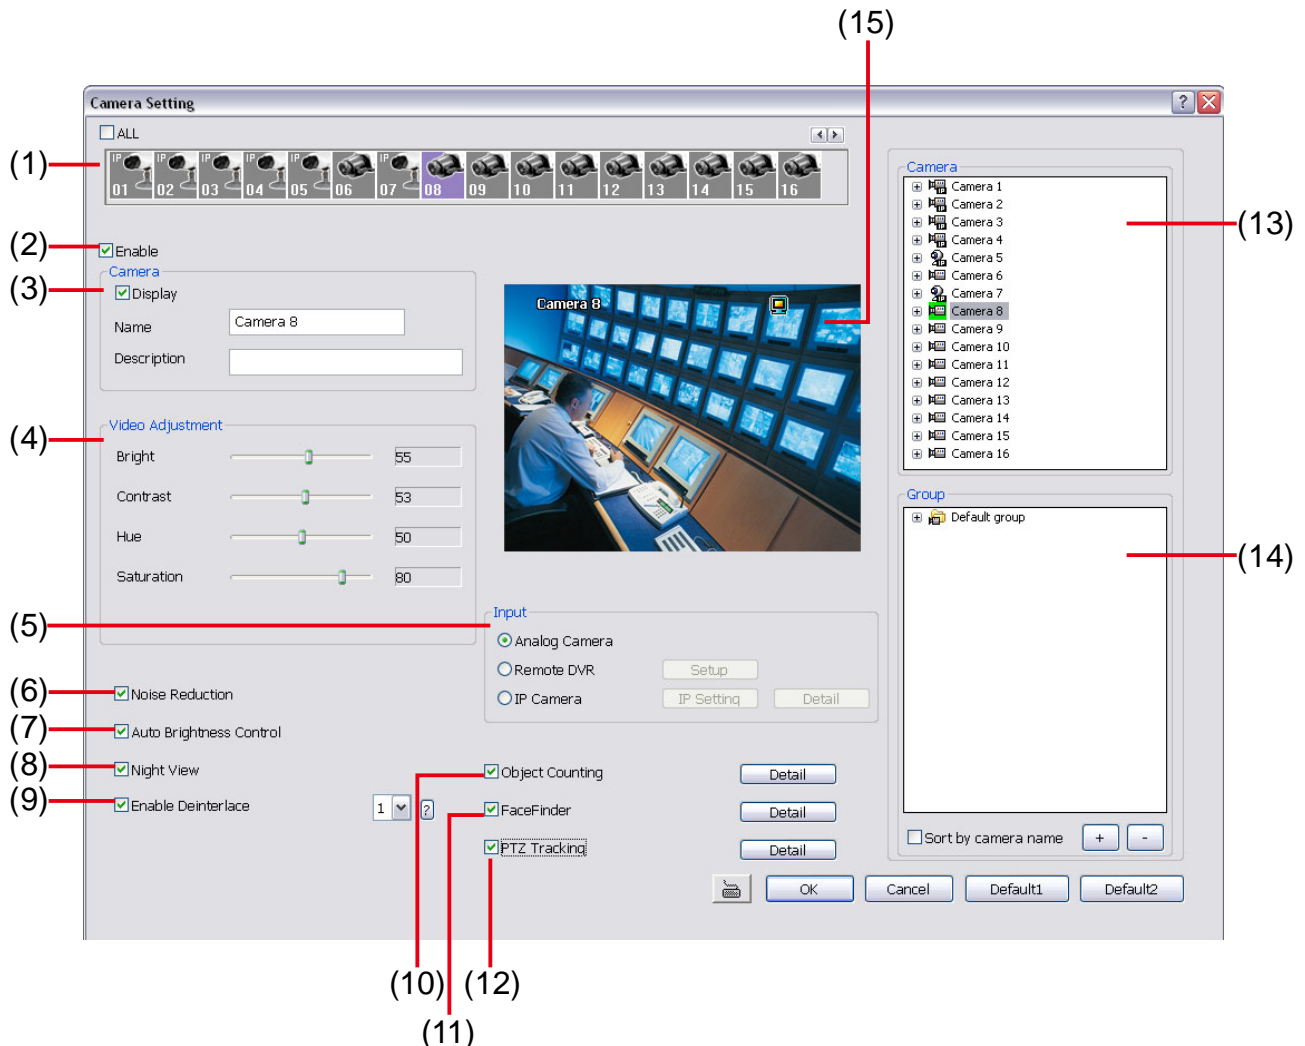 (15)
Camera Setting
ALL
(1)
IP 01 IP 02 IP 03 IP 04 IP 05 06 IP 07 08 09 10 11 12 13 14 15 16
(2)
Enable
Camera
(3)
Display
Name Camera 8
Description
(4)
Video Adjustment
Bright 55
Contrast 53
Hue 50
Saturation 80
Camera 8
(5)
Input
Analog Camera
Remote DVR Setup
IP Camera IP Setting Detail
(6)
Noise Reduction
(7)
Auto Brightness Control
(8)
Night View
(9)
Enable Deinterlace 1 ?
Object Counting Detail
FaceFinder Detail
PTZ Tracking Detail
(10)
(11)
(12)
Camera
Camera 1
Camera 2
Camera 3
Camera 4
Camera 5
Camera 6
Camera 7
Camera 8
Camera 9
Camera 10
Camera 11
Camera 12
Camera 13
Camera 14
Camera 15
Camera 16
(13)
Group
Default group
(14)
Sort by camera name + -
OK Cancel Default1 Default2